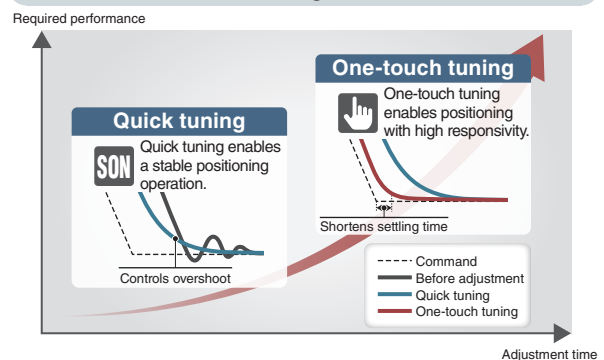 Required performance
One-touch tuning
One-touch tuning
enables positioning
with high responsivity.
Shortens settling time
Quick tuning
SON
Quick tuning enables
a stable positioning
operation.
Controls overshoot
Command
Before adjustment
Quick tuning
One-touch tuning
Adjustment time